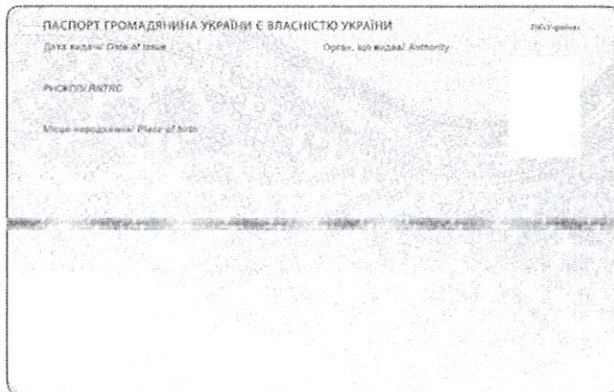 ПАСПОРТ ГРОМАДЯНИНА УКРАЇНИ Є ВЛАСНІСТЮ УКРАЇНИ
Дата видачі/ Date of issue
Орган, що видав/ Authority
РНОКПП/ RNTRC
Місце народження/ Place of birth